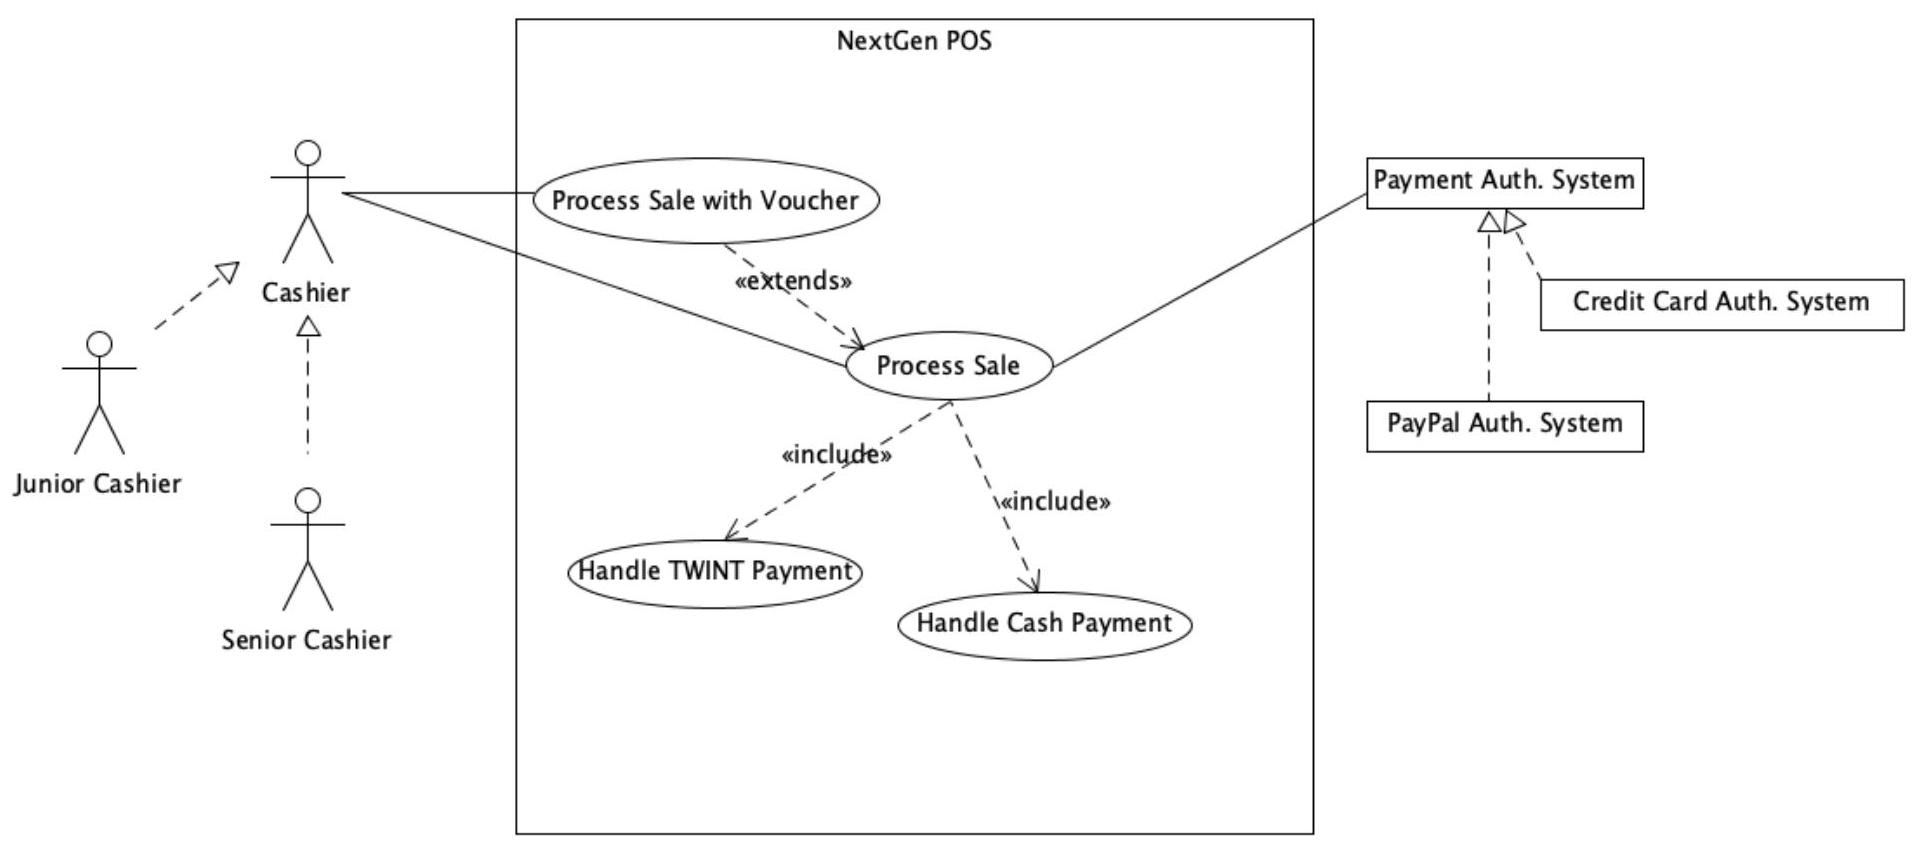 NextGen POS
Process Sale with Voucher
Payment Auth. System
«extends»
Cashier
Credit Card Auth. System
Process Sale
PayPal Auth. System
«include»
Junior Cashier
«include»
Handle TWINT Payment
Handle Cash Payment
Senior Cashier